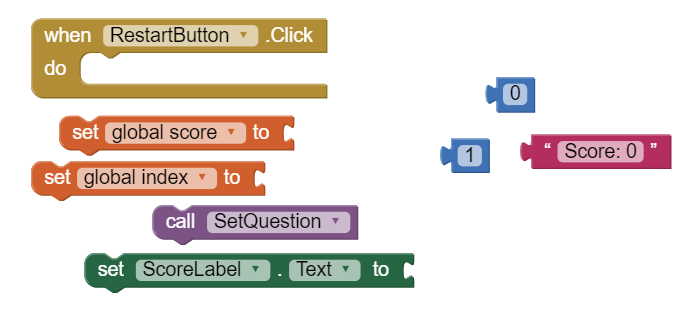 when RestartButton .Click
do
0
set global score to
1
“ Score: 0 ”
set global index to
call SetQuestion
set ScoreLabel . Text to